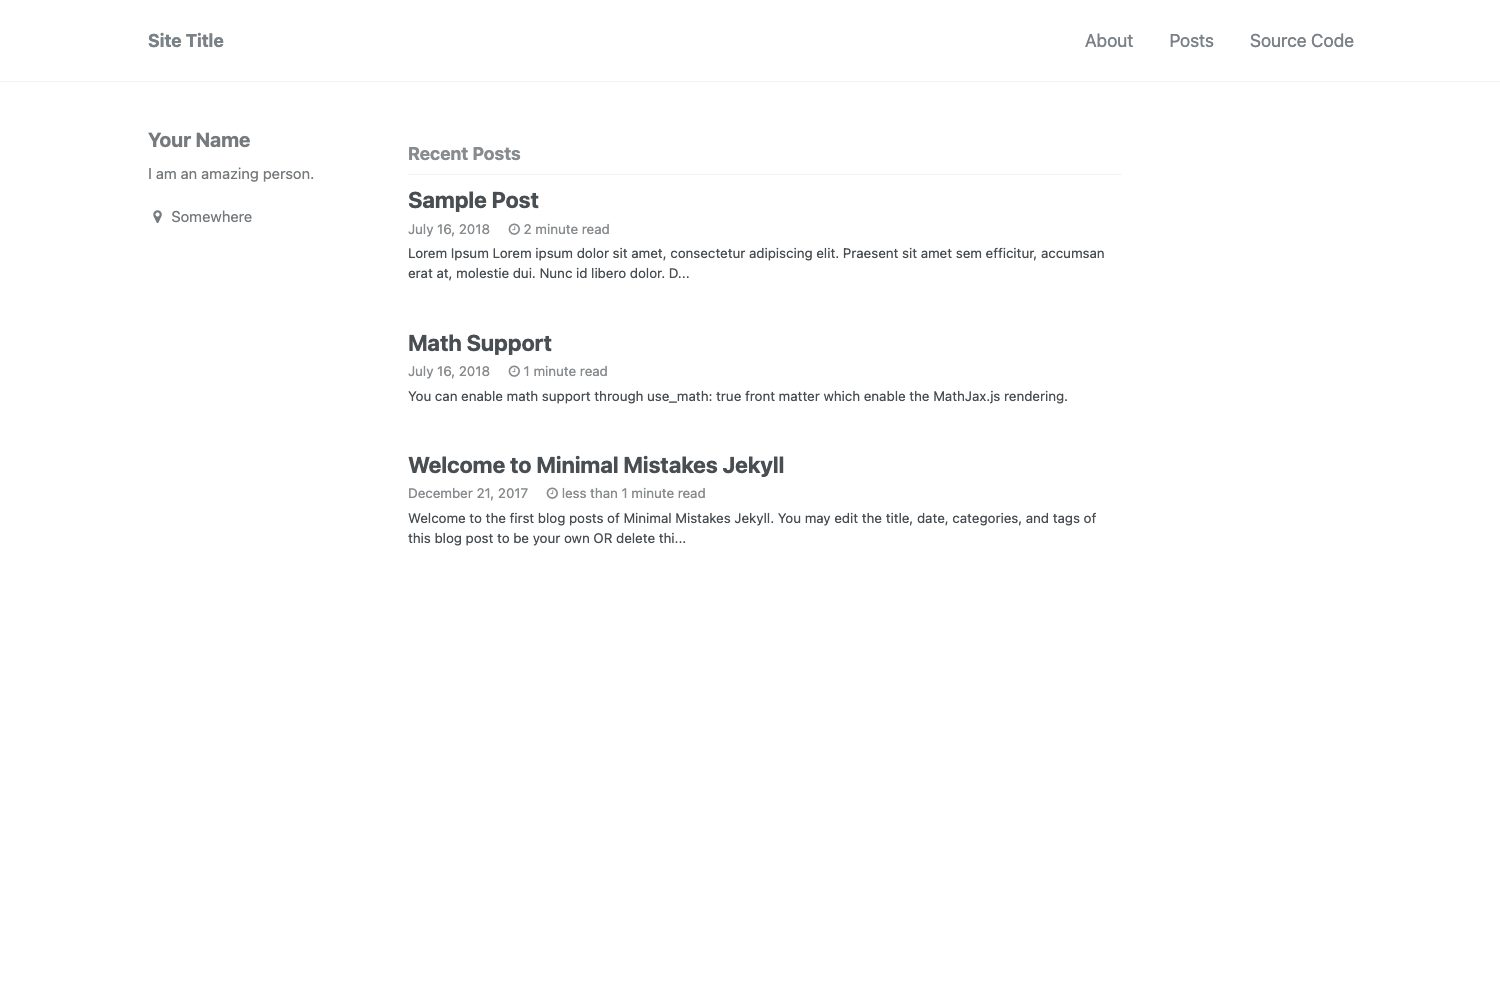 Site Title
About
Posts
Source Code
Your Name
I am an amazing person.
Somewhere
Recent Posts
Sample Post
July 16, 2018 2 minute read
Lorem Ipsum Lorem ipsum dolor sit amet, consectetur adipiscing elit. Praesent sit amet sem efficitur, accumsan
erat at, molestie dui. Nunc id libero dolor. D...
Math Support
July 16, 2018 1 minute read
You can enable math support through use_math: true front matter which enable the MathJax.js rendering.
Welcome to Minimal Mistakes Jekyll
December 21, 2017 less than 1 minute read
Welcome to the first blog posts of Minimal Mistakes Jekyll. You may edit the title, date, categories, and tags of
this blog post to be your own OR delete thi...